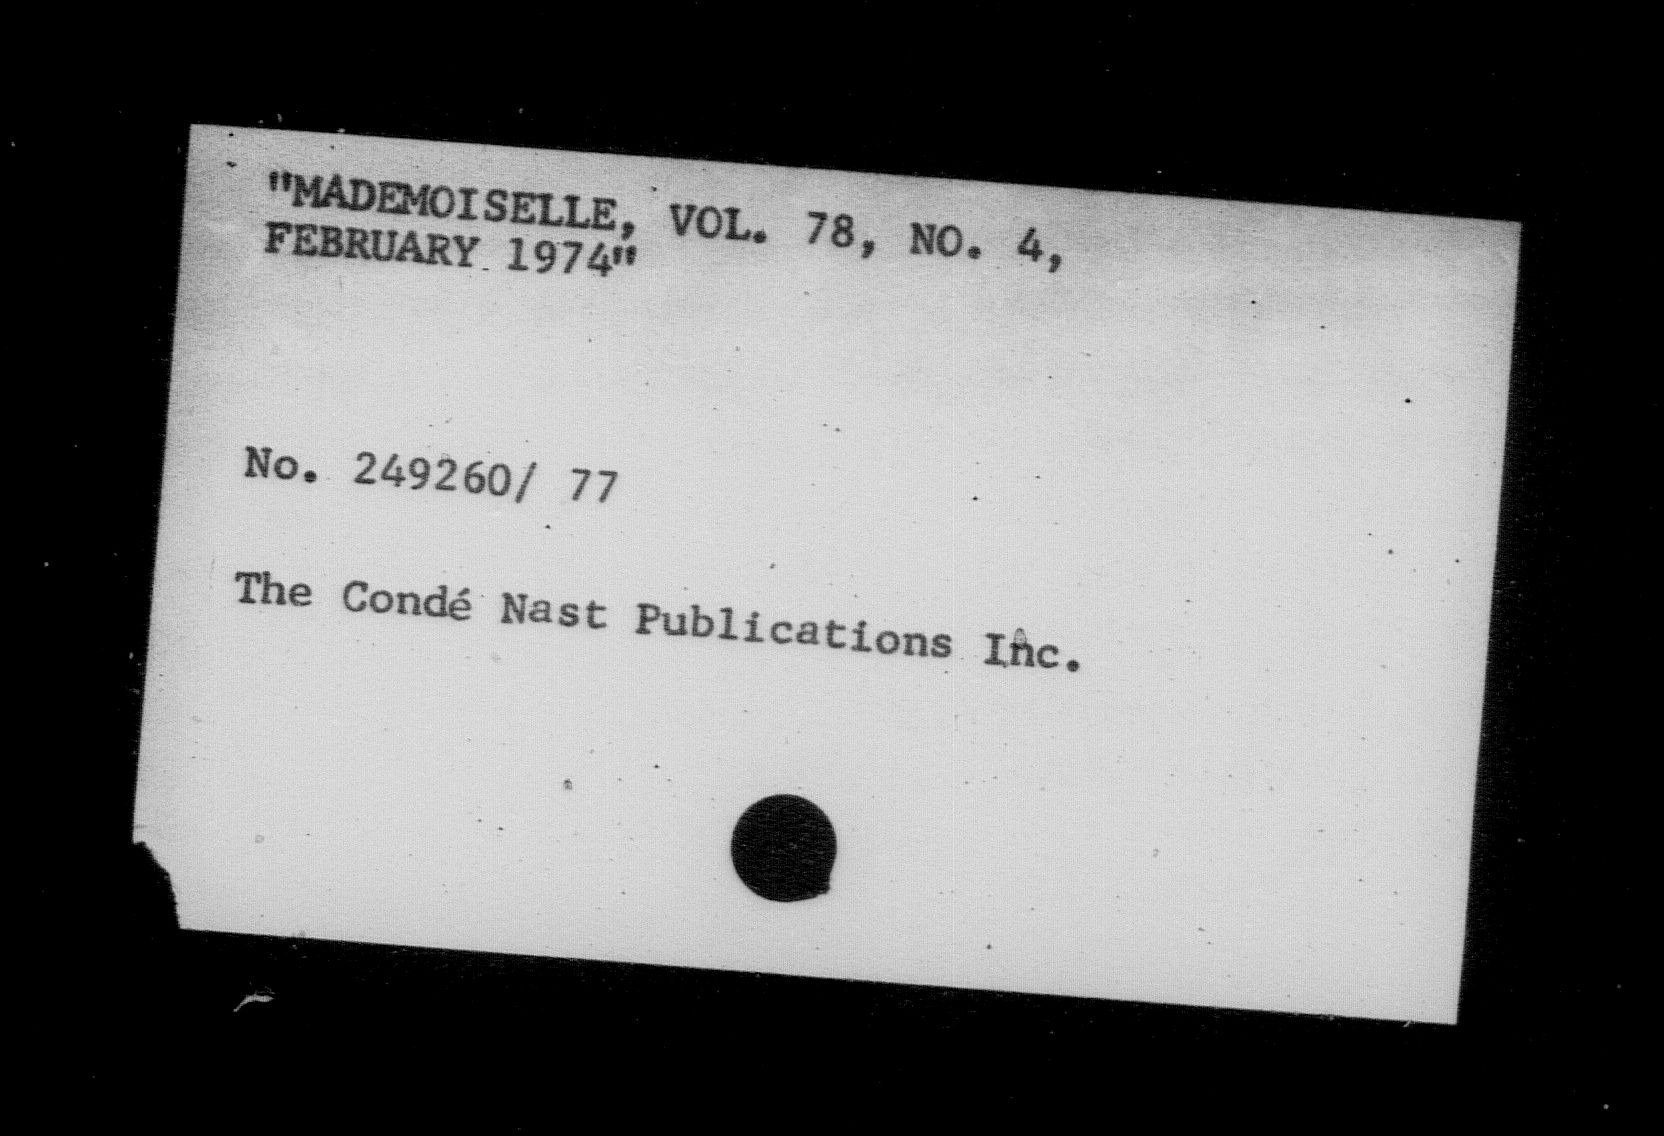 "MADEMOISELLE, VOL. 78, NO. 4,
FEBRUARY 1974"
No. 249260/ 77
The Condé Nast Publications Inc.